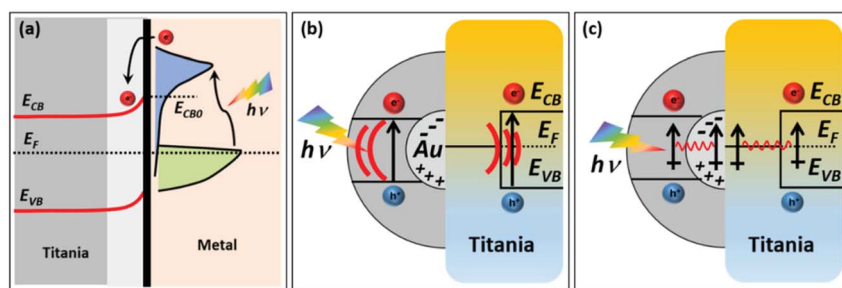 (a)
e⁻
e⁻
E_CB
E_CB0
hν
E_F
E_VB
Titania
Metal
(b)
e⁻
e⁻
E_CB
hν
Au
- - -
+ + + +
E_F
E_VB
h⁺
h⁺
Titania
(c)
e⁻
e⁻
E_CB
hν
- - -
+ + + +
E_F
E_VB
h⁺
h⁺
Titania